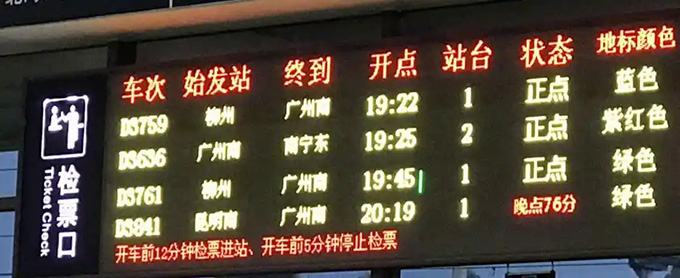 车次 始发站 终到 开点 站台 状态 地标颜色
D3759 柳州 广州南 19:22 1 正点 蓝色
D3636 广州南 南宁东 19:25 2 正点 紫红色
D3761 柳州 广州南 19:45 1 正点 绿色
D3841 昆明南 广州南 20:19 1 晚点76分 绿色
开车前12分钟检票进站、开车前5分钟停止检票
检票口
Ticket Check